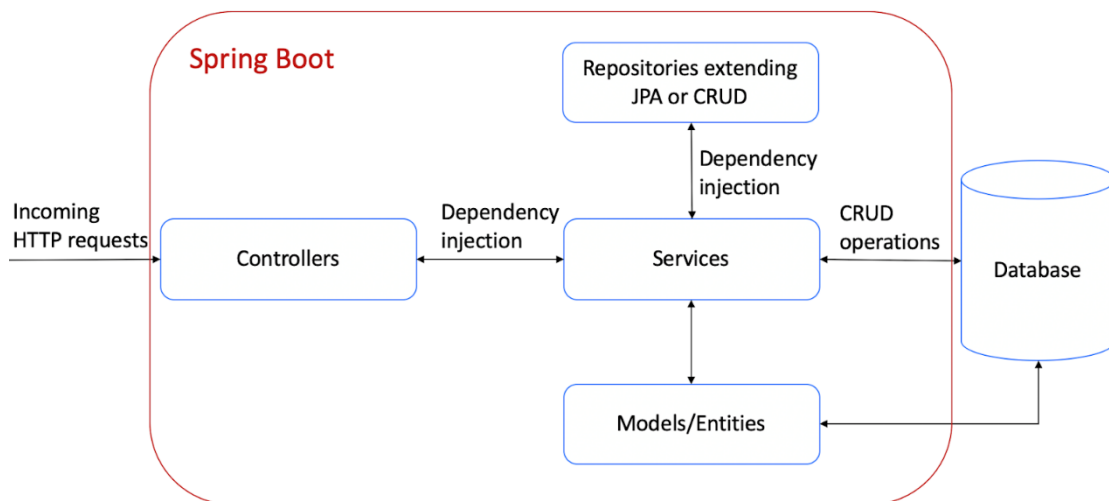 Spring Boot
Repositories extending
JPA or CRUD
Dependency
injection
Incoming
HTTP requests
Controllers
Dependency
injection
Services
CRUD
operations
Database
Models/Entities